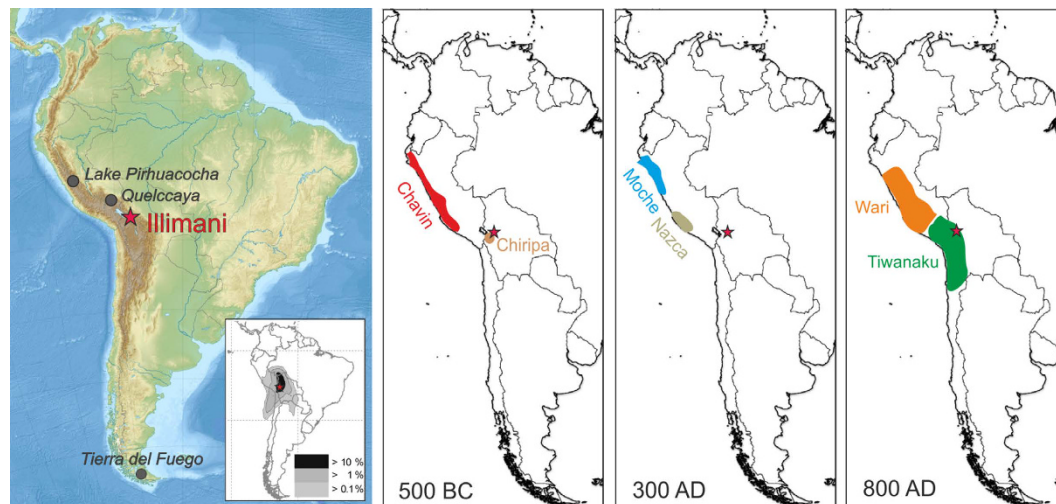 Lake Pirhuacocha
Quelccaya
Illimani
Tierra del Fuego
> 10 %
> 1 %
> 0.1 %
Chavin
Chiripa
500 BC
Moche
Nazca
300 AD
Wari
Tiwanaku
800 AD